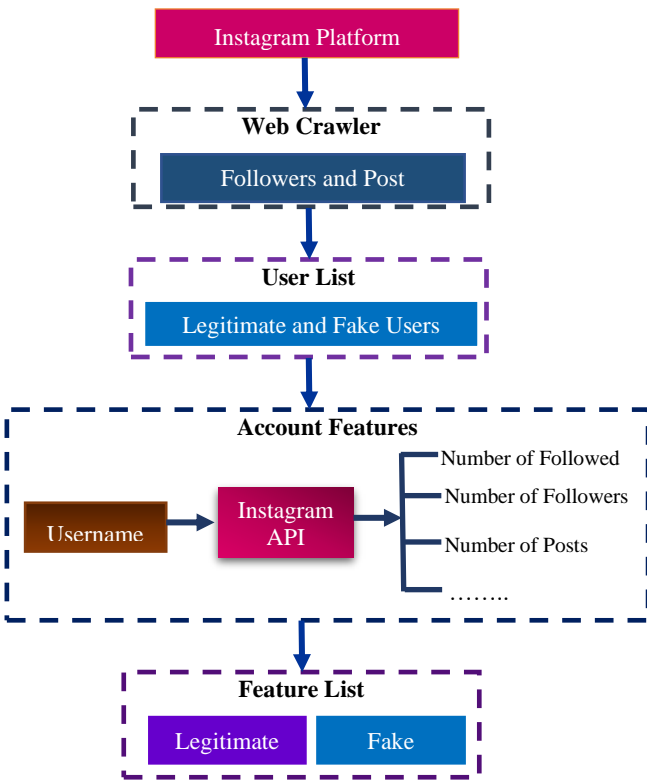 Instagram Platform
Web Crawler
Followers and Post
User List
Legitimate and Fake Users
Account Features
Username
Instagram
API
Number of Followed
Number of Followers
Number of Posts
……..
Feature List
Legitimate
Fake